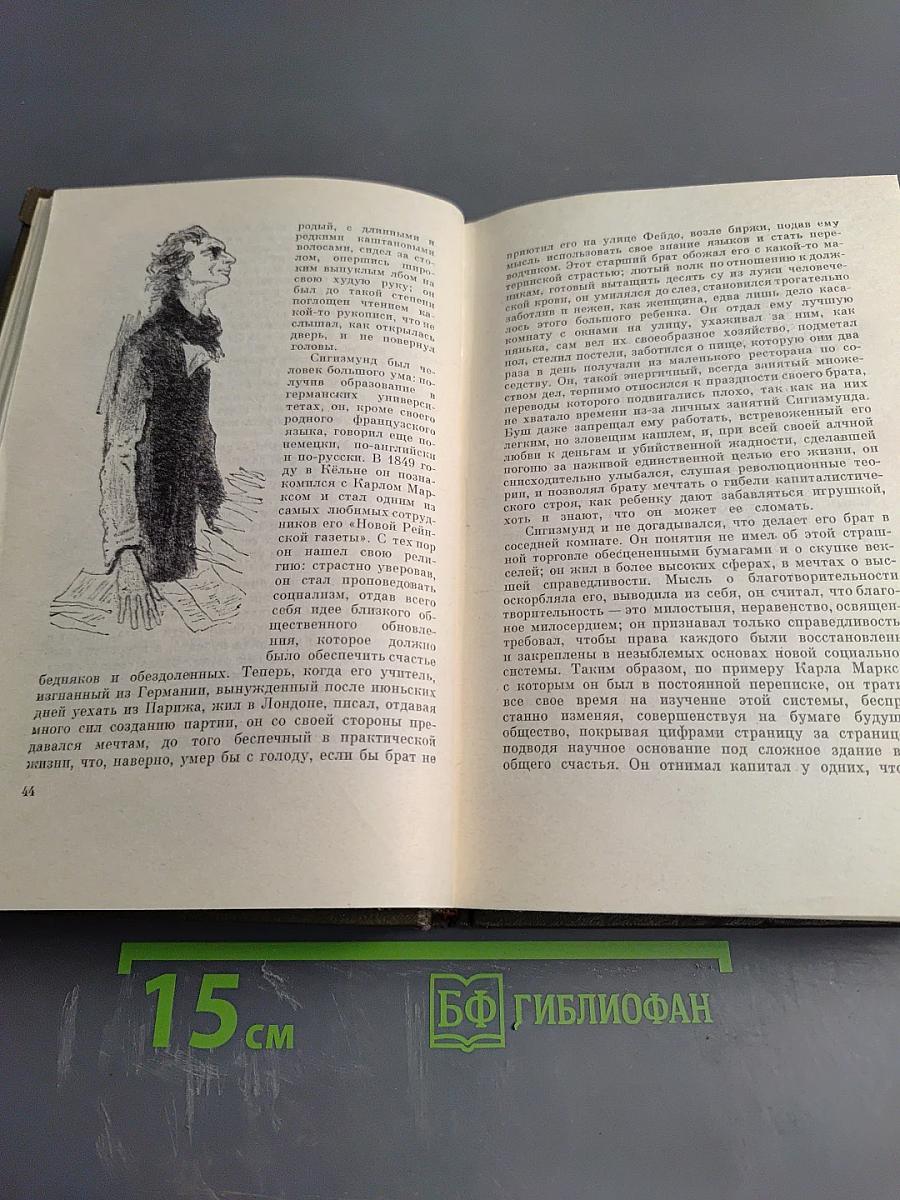 родый, с длинными и
редкими каштановыми
волосами, сидел за сто-
лом, опершись широ-
ким выпуклым лбом на
свою худую руку; он
был до такой степени
поглощен чтением ка-
кой-то рукописи, что не
слышал, как открылась
дверь, и не повернул
головы.
Сигизмунд был че-
ловек большого ума: по-
лучив образование в
германских универси-
тетах, он, кроме своего
родного французского
языка, говорил еще по-
немецки, по-английски
и по-русски. В 1849 го-
ду в Кёльне он позна-
комился с Карлом Мар-
ксом и стал одним из
самых любимых сотруд-
ников его «Новой Рейн-
ской газеты». С тех пор
он нашел свою рели-
гию: страстно уверовав,
он стал проповедовать
социализм, отдав всего
себя идее близкого об-
щественного обновле-
ния, которое должно
было обеспечить счастье
бедняков и обездоленных. Теперь, когда его учитель,
изгнанный из Германии, вынужденный после июньских
дней уехать из Парижа, жил в Лондоне, писал, отдавая
много сил созданию партии, он со своей стороны пре-
давался мечтам, до того беспечный в практической
жизни, что, наверно, умер бы с голоду, если бы брат не
44
приютил его на улице Фейдо, возле биржи, подав ему
мысль использовать свое знание языков и стать пере-
водчиком. Этот старший брат обожал его с какой-то ма-
теринской страстью; лютый волк по отношению к долж-
никам, готовый вытащить десять су из лужи человече-
ской крови, он умилялся до слез, становился трогательно
заботлив и нежен, как женщина, едва лишь дело каса-
лось этого большого ребенка. Он отдал ему лучшую
комнату с окнами на улицу, ухаживал за ним, как
нянька, сам вел их своеобразное хозяйство, подметал
пол, стелил постели, заботился о пище, которую они два
раза в день получали из маленького ресторана по со-
седству. Он, такой энергичный, всегда занятый множе-
ством дел, терпимо относился к праздности своего брата,
переводы которого подвигались плохо, так как на них
не хватало времени из-за личных занятий Сигизмунда.
Буш даже запрещал ему работать, встревоженный его
легким, но зловещим кашлем, и, при всей своей алчной
любви к деньгам и убийственной жадности, сделавшей
погоню за наживой единственной целью его жизни, он
снисходительно улыбался, слушая революционные тео-
рии, и позволял брату мечтать о гибели капиталистиче-
ского строя, как ребенку дают забавляться игрушкой,
хоть и знают, что он может ее сломать.
Сигизмунд и не догадывался, что делает его брат в
соседней комнате. Он понятия не имел об этой страш-
ной торговле обесцененными бумагами и о скупке век-
селей; он жил в более высоких сферах, в мечтах о выс-
шей справедливости. Мысль о благотворительности
оскорбляла его, выводила из себя, он считал, что благо-
творительность — это милостыня, неравенство, освящен-
ное милосердием; он признавал только справедливость
требовал, чтобы права каждого были восстановлены
и закреплены в незыблемых основах новой социально
системы. Таким образом, по примеру Карла Маркс
с которым он был в постоянной переписке, он трати
все свое время на изучение этой системы, беспр
станно изменяя, совершенствуя на бумаге будущ
общество, покрывая цифрами страницу за страниц
подводя научное основание под сложное здание в
общего счастья. Он отнимал капитал у одних, что
15 см
БФ ГИБЛИОФАН